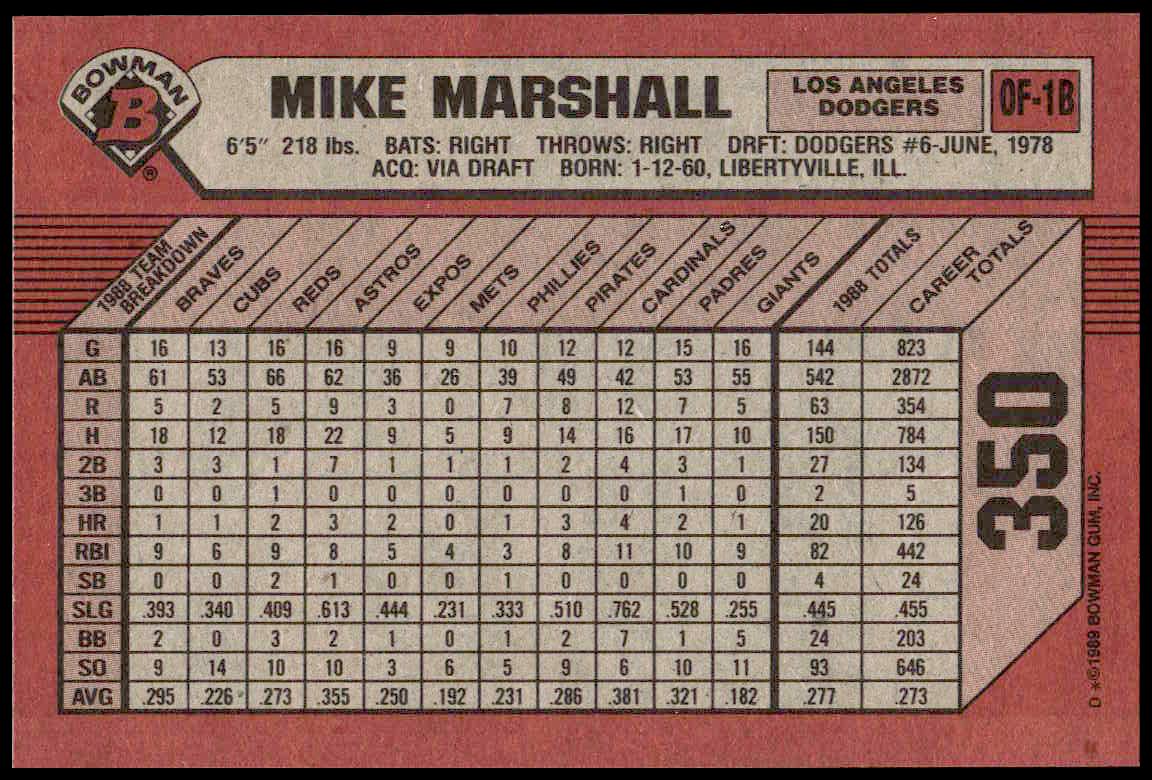 BOWMAN
B
®
MIKE MARSHALL
LOS ANGELES
DODGERS
OF-1B
6'5" 218 lbs. BATS: RIGHT THROWS: RIGHT DRFT: DODGERS #6-JUNE, 1978
ACQ: VIA DRAFT BORN: 1-12-60, LIBERTYVILLE, ILL.
1988 TEAM
BREAKDOWN
BRAVES
CUBS
REDS
ASTROS
EXPOS
METS
PHILLIES
PIRATES
CARDINALS
PADRES
GIANTS
1988 TOTALS
CAREER
TOTALS
G 16 13 16 16 9 9 10 12 12 15 16 144 823
AB 61 53 66 62 36 26 39 49 42 53 55 542 2872
R 5 2 5 9 3 0 7 8 12 7 5 63 354
H 18 12 18 22 9 5 9 14 16 17 10 150 784
2B 3 3 1 7 1 1 1 2 4 3 1 27 134
3B 0 0 1 0 0 0 0 0 0 1 0 2 5
HR 1 1 2 3 2 0 1 3 4 2 1 20 126
RBI 9 6 9 8 5 4 3 8 11 10 9 82 442
SB 0 0 2 1 0 0 1 0 0 0 0 4 24
SLG .393 .340 .409 .613 .444 .231 .333 .510 .762 .528 .255 .445 .455
BB 2 0 3 2 1 0 1 2 7 1 5 24 203
SO 9 14 10 10 3 6 5 9 6 10 11 93 646
AVG .295 .226 .273 .355 .250 .192 .231 .286 .381 .321 .182 .277 .273
350
D *©1989 BOWMAN GUM, INC.